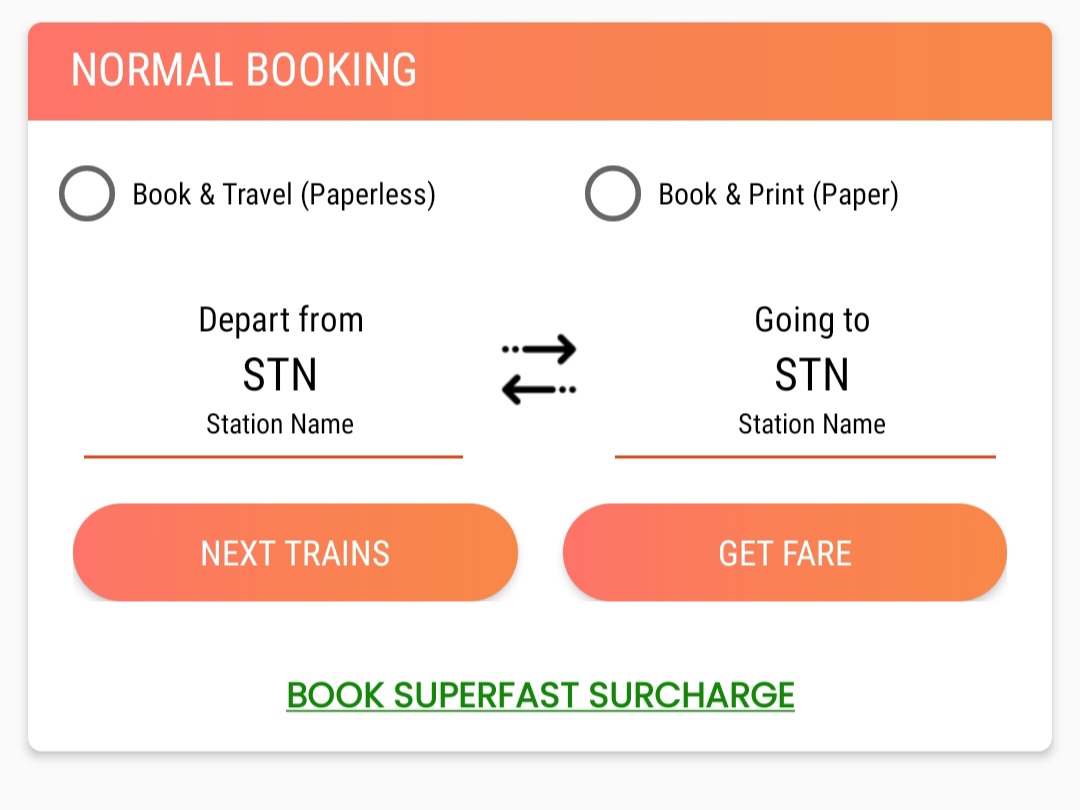 NORMAL BOOKING
Book & Travel (Paperless)
Book & Print (Paper)
Depart from
STN
Station Name
Going to
STN
Station Name
NEXT TRAINS
GET FARE
BOOK SUPERFAST SURCHARGE